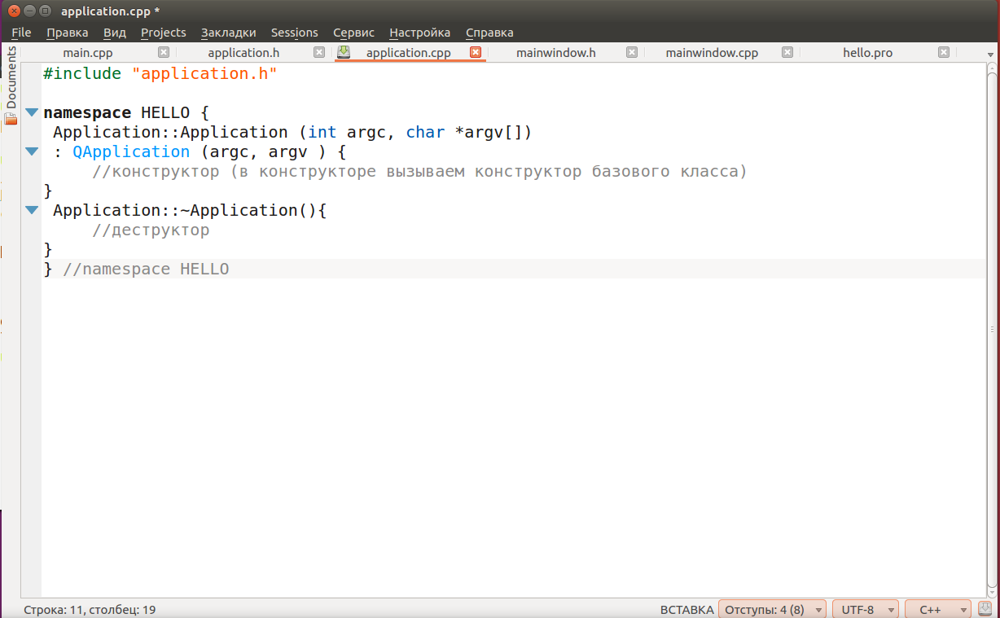 application.cpp *
File Правка Вид Projects Закладки Sessions Сервис Настройка Справка
main.cpp application.h application.cpp mainwindow.h mainwindow.cpp hello.pro
Documents
#include "application.h"
namespace HELLO {
Application::Application (int argc, char *argv[])
: QApplication (argc, argv ) {
//конструктор (в конструкторе вызываем конструктор базового класса)
}
Application::~Application(){
//деструктор
}
} //namespace HELLO
Строка: 11, столбец: 19 ВСТАВКА Отступы: 4 (8) UTF-8 C++